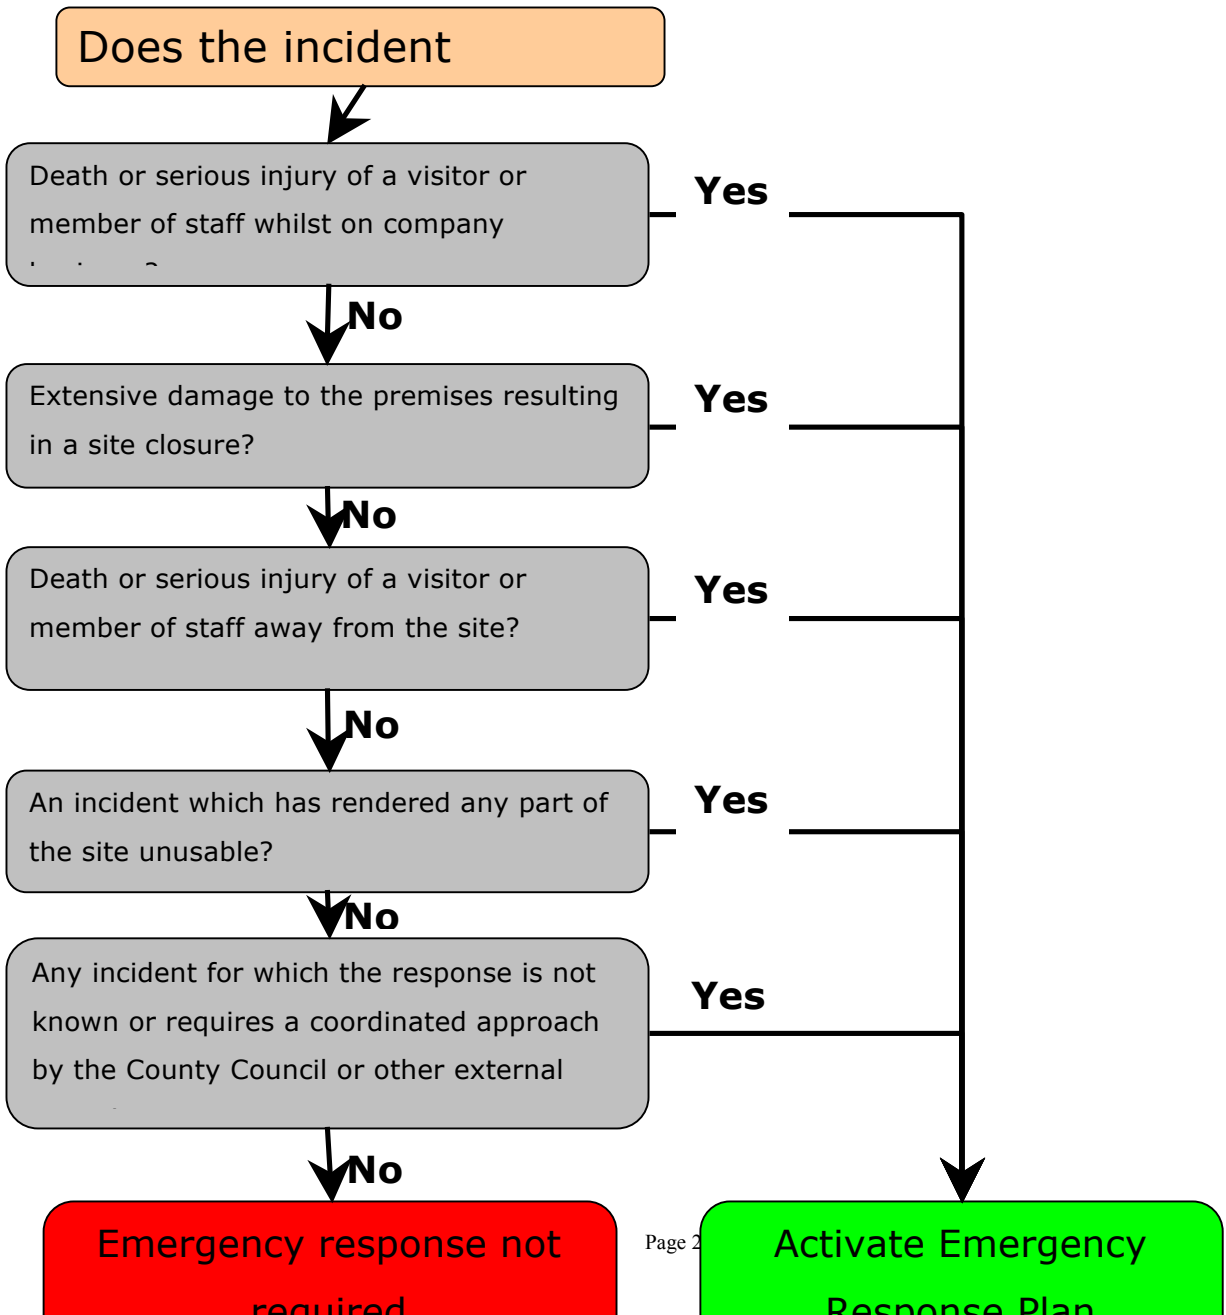 Does the incident
Death or serious injury of a visitor or
member of staff whilst on company
Yes
No
Extensive damage to the premises resulting
in a site closure?
Yes
No
Death or serious injury of a visitor or
member of staff away from the site?
Yes
No
An incident which has rendered any part of
the site unusable?
Yes
No
Any incident for which the response is not
known or requires a coordinated approach
by the County Council or other external
Yes
No
Emergency response not
required
Page 2
Activate Emergency
Response Plan